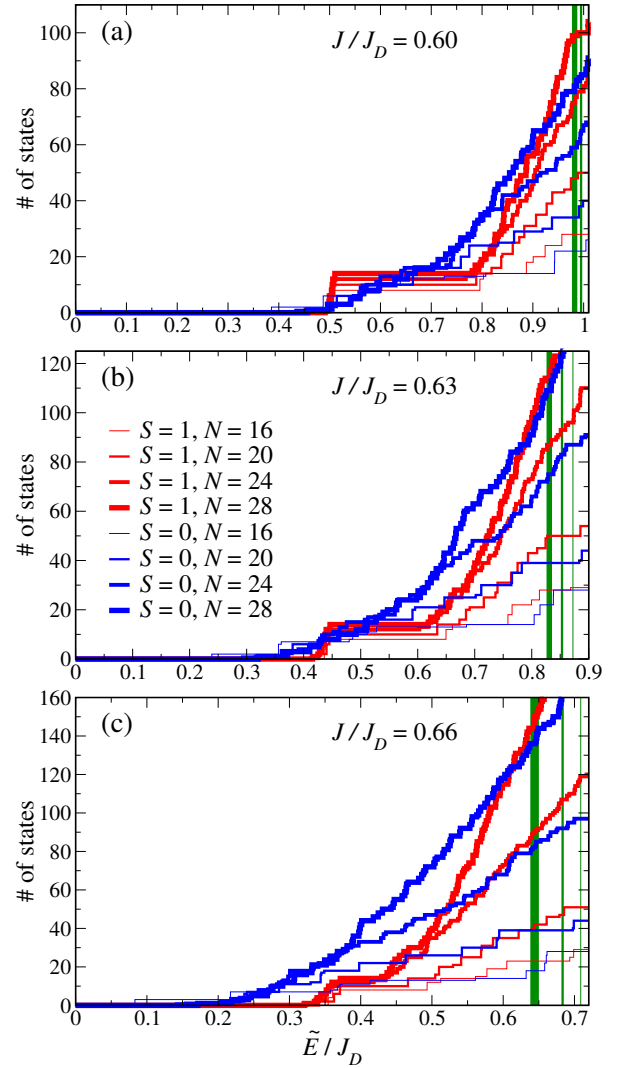 (a)
J / J_D = 0.60
# of states
100
80
60
40
20
0
0 0.1 0.2 0.3 0.4 0.5 0.6 0.7 0.8 0.9 1
(b)
J / J_D = 0.63
# of states
120
100
80
60
40
20
0
S = 1, N = 16
S = 1, N = 20
S = 1, N = 24
S = 1, N = 28
S = 0, N = 16
S = 0, N = 20
S = 0, N = 24
S = 0, N = 28
0 0.1 0.2 0.3 0.4 0.5 0.6 0.7 0.8 0.9
(c)
J / J_D = 0.66
# of states
160
140
120
100
80
60
40
20
0
0 0.1 0.2 0.3 0.4 0.5 0.6 0.7
Ẽ / J_D